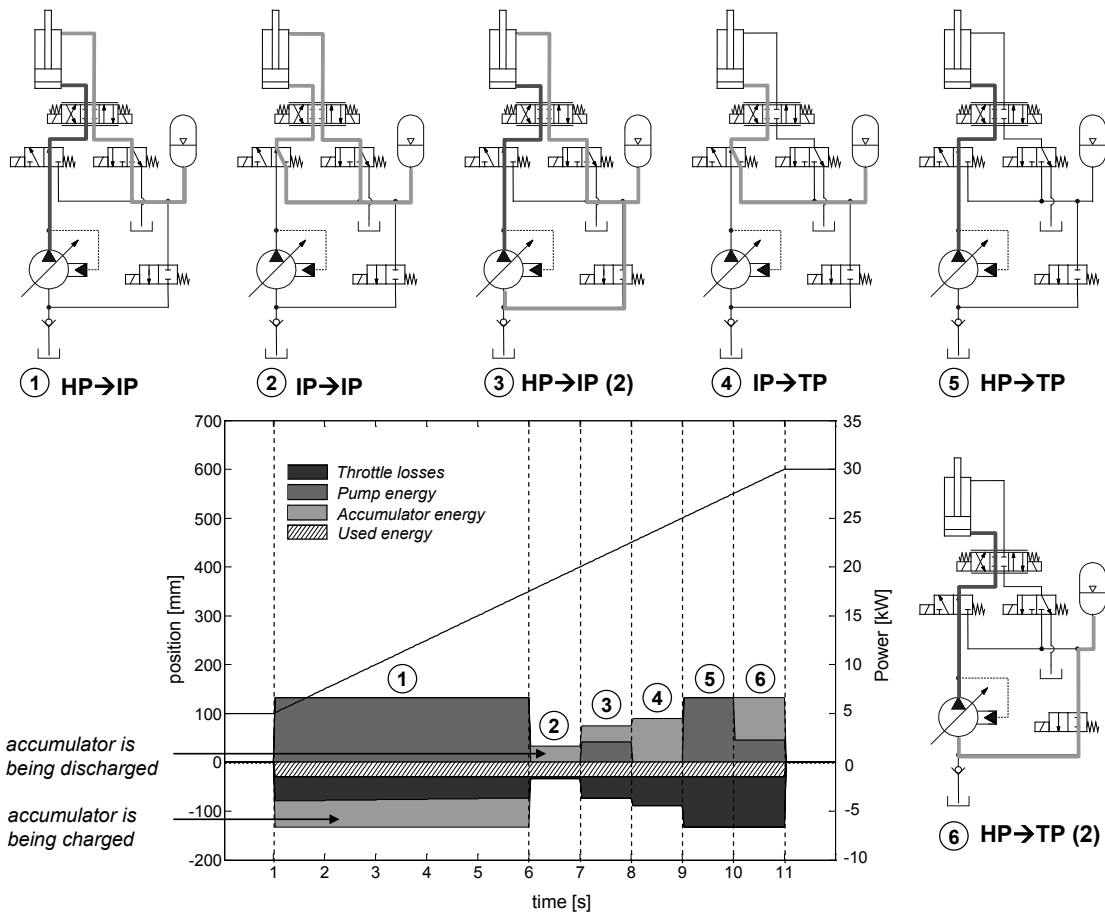 1 HP→IP
2 IP→IP
3 HP→IP (2)
4 IP→TP
5 HP→TP
700
600
500
400
300
200
100
0
-100
-200
position [mm]
Throttle losses
Pump energy
Accumulator energy
Used energy
1
2
3
4
5
6
35
30
25
20
15
10
5
0
-5
-10
Power [kW]
accumulator is
being discharged
accumulator is
being charged
1 2 3 4 5 6 7 8 9 10 11
time [s]
6 HP→TP (2)